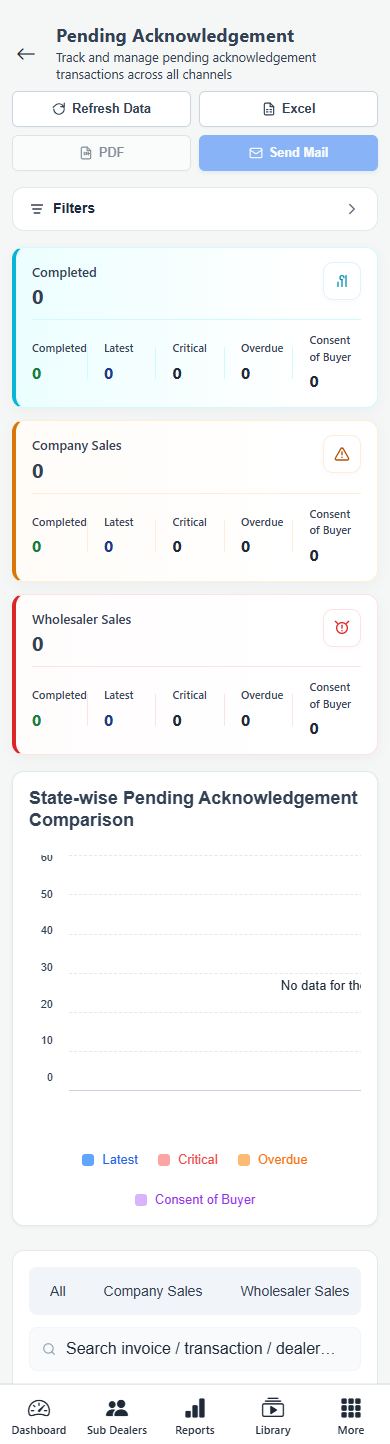 Pending Acknowledgement
Track and manage pending acknowledgement
transactions across all channels
Refresh Data
Excel
PDF
Send Mail
Filters
Completed
0
Completed Latest Critical Overdue Consent of Buyer
0 0 0 0 0
Company Sales
0
Completed Latest Critical Overdue Consent of Buyer
0 0 0 0 0
Wholesaler Sales
0
Completed Latest Critical Overdue Consent of Buyer
0 0 0 0 0
State-wise Pending Acknowledgement
Comparison
60
50
40
30
No data for the
20
10
0
Latest Critical Overdue
Consent of Buyer
All Company Sales Wholesaler Sales
Search invoice / transaction / dealer…
Dashboard Sub Dealers Reports Library More